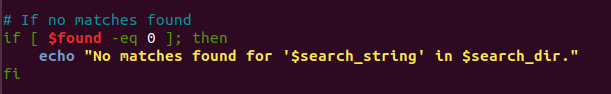 # If no matches found
if [ $found -eq 0 ]; then
    echo "No matches found for '$search_string' in $search_dir."
fi